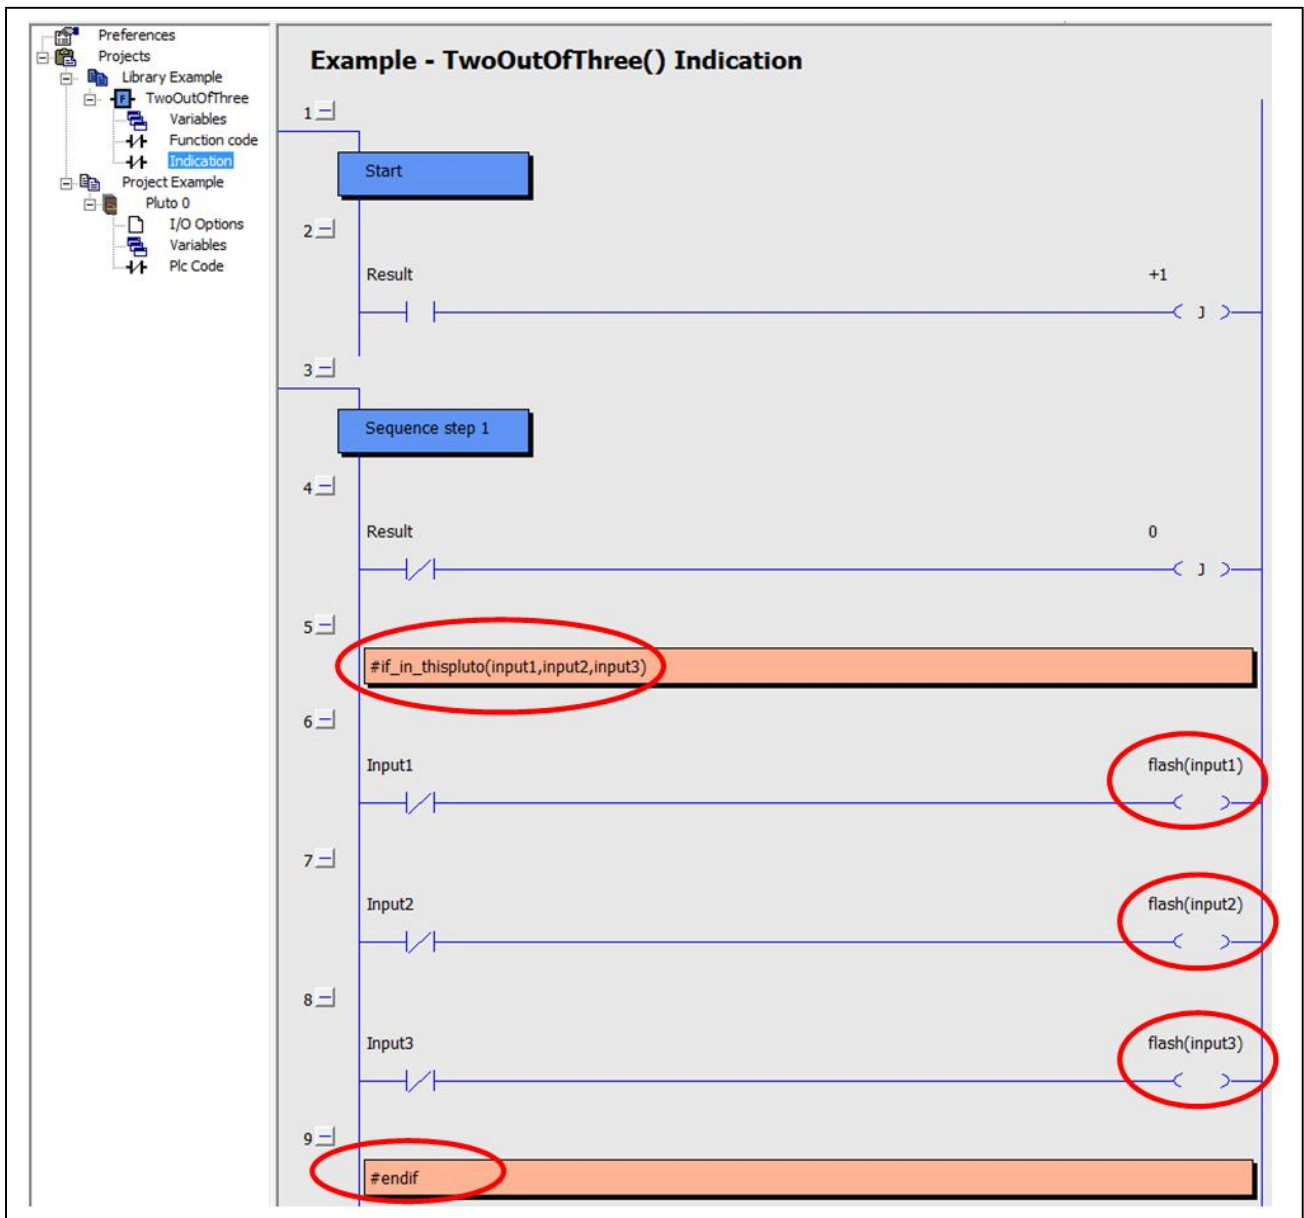 Preferences
Projects
Library Example
F TwoOutOfThree
Variables
Function code
Indication
Project Example
Pluto 0
I/O Options
Variables
Plc Code
Example - TwoOutOfThree() Indication
1
Start
2
Result +1
J
3
Sequence step 1
4
Result 0
J
5
#if_in_thispluto(input1,input2,input3)
6
Input1 flash(input1)
7
Input2 flash(input2)
8
Input3 flash(input3)
9
#endif